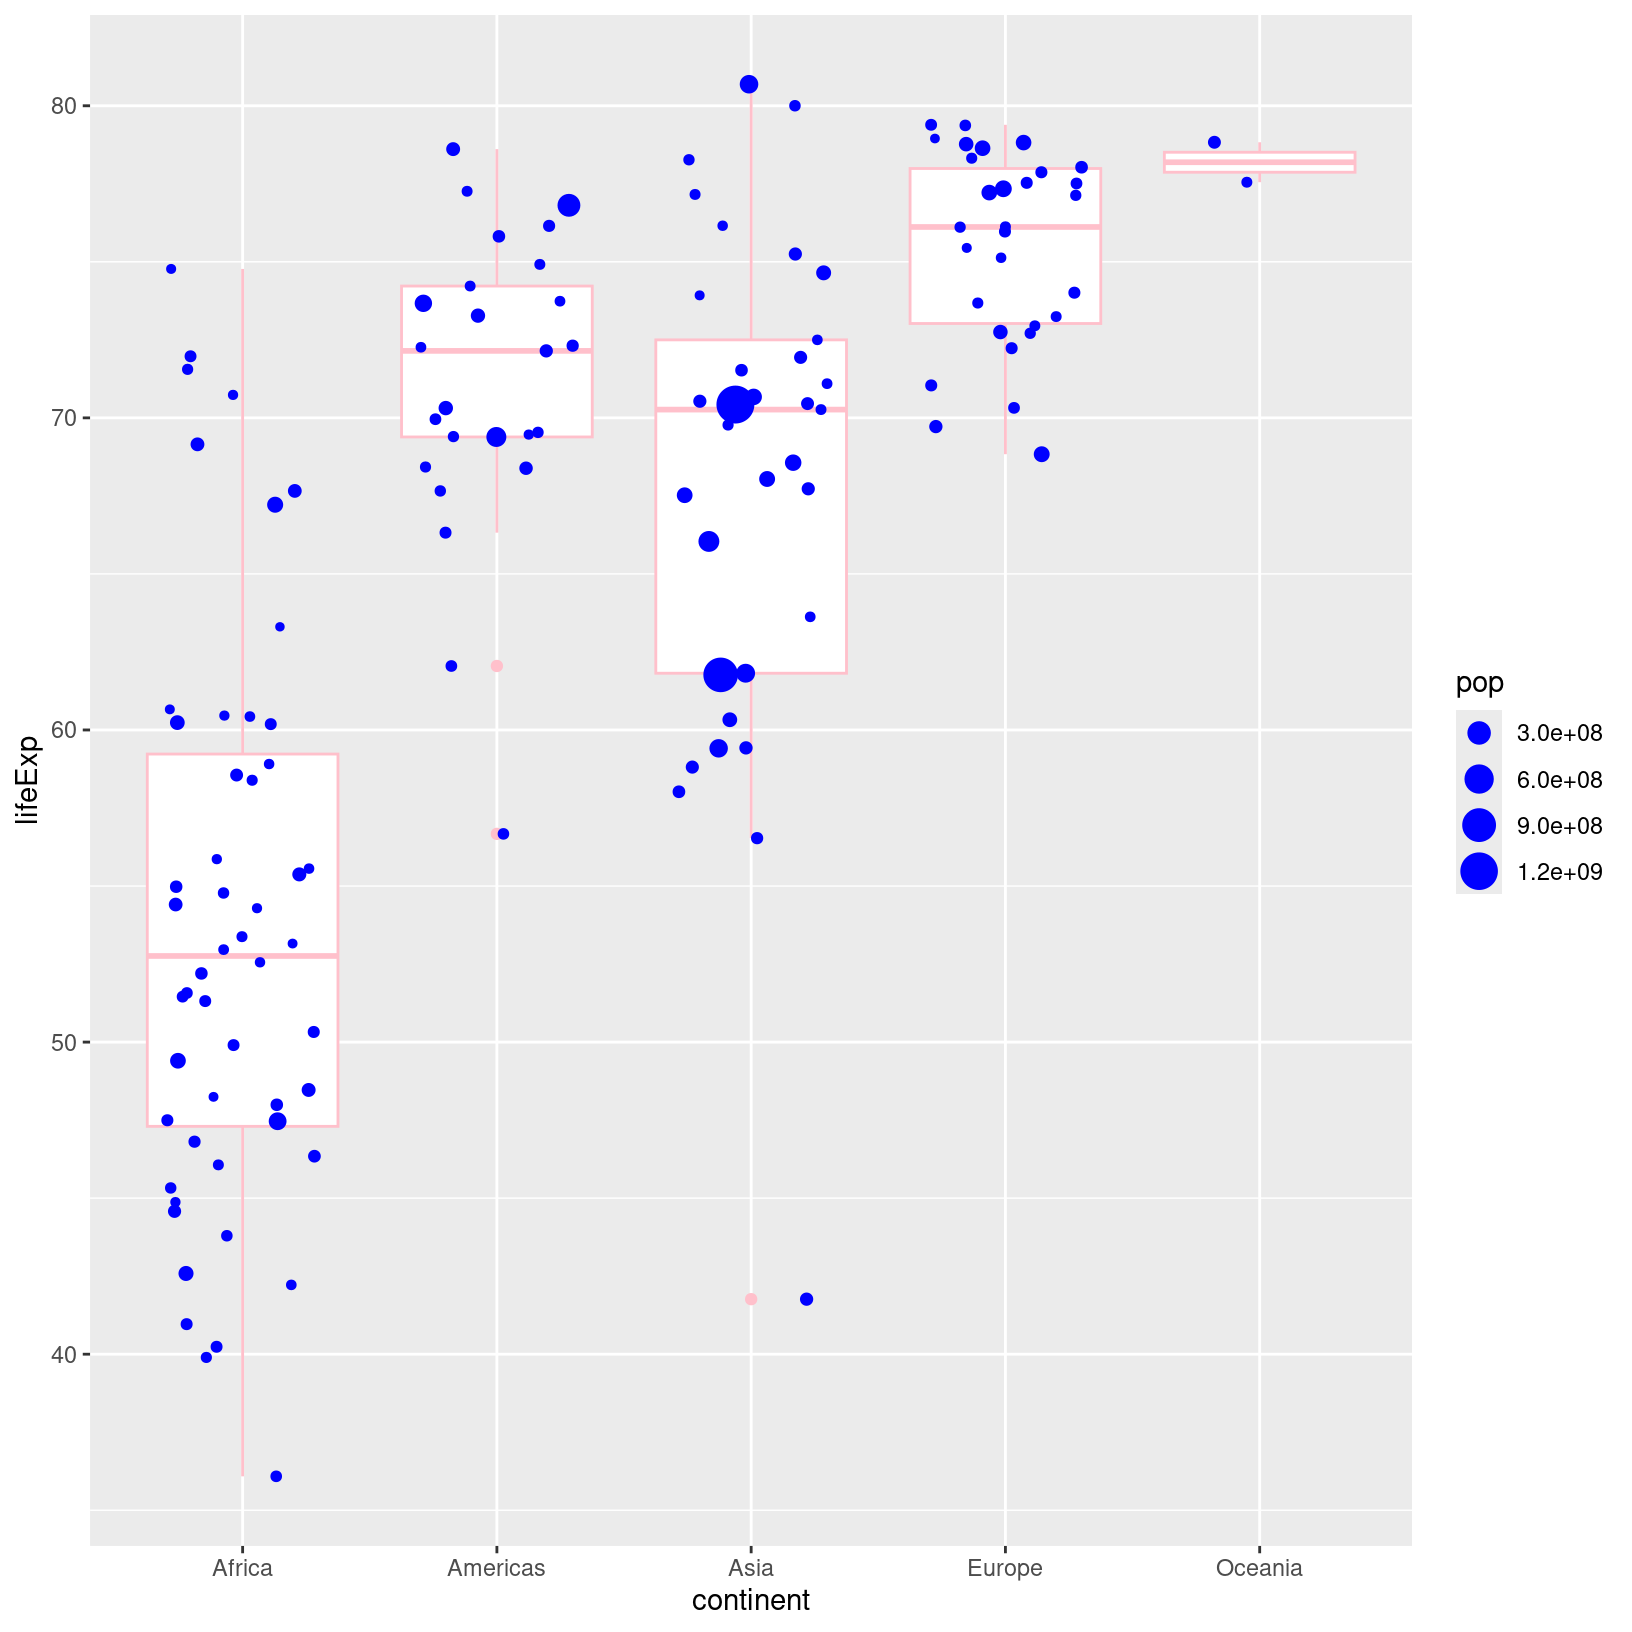 80
70
60
50
40
lifeExp
Africa Americas Asia Europe Oceania
continent
pop
3.0e+08
6.0e+08
9.0e+08
1.2e+09